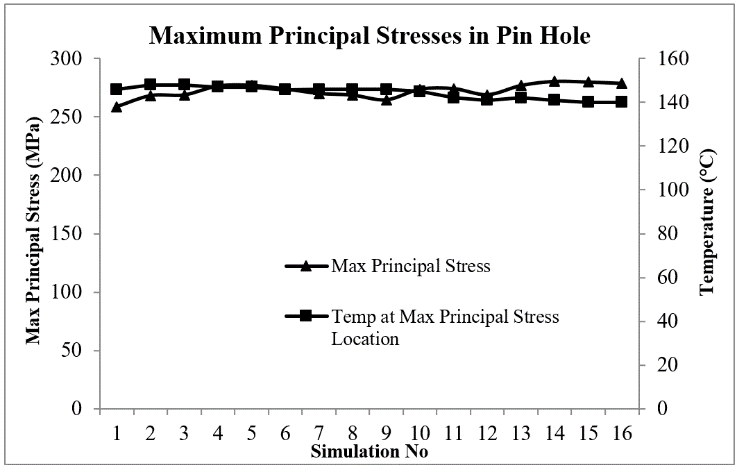 Maximum Principal Stresses in Pin Hole
300
250
200
150
100
50
0
Max Principal Stress (MPa)
160
140
120
100
80
60
40
20
0
Temperature (°C)
Max Principal Stress
Temp at Max Principal Stress
Location
1 2 3 4 5 6 7 8 9 10 11 12 13 14 15 16
Simulation No